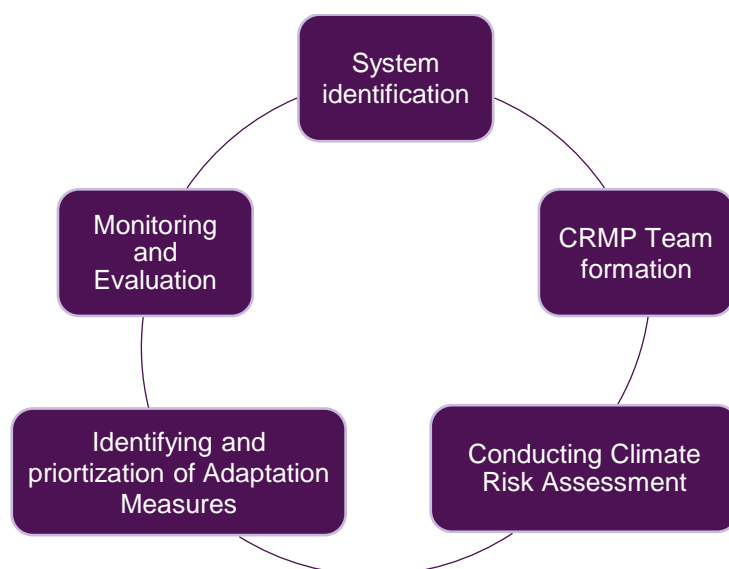 System
identification
CRMP Team
formation
Conducting Climate
Risk Assessment
Identifying and
priortization of Adaptation
Measures
Monitoring
and
Evaluation